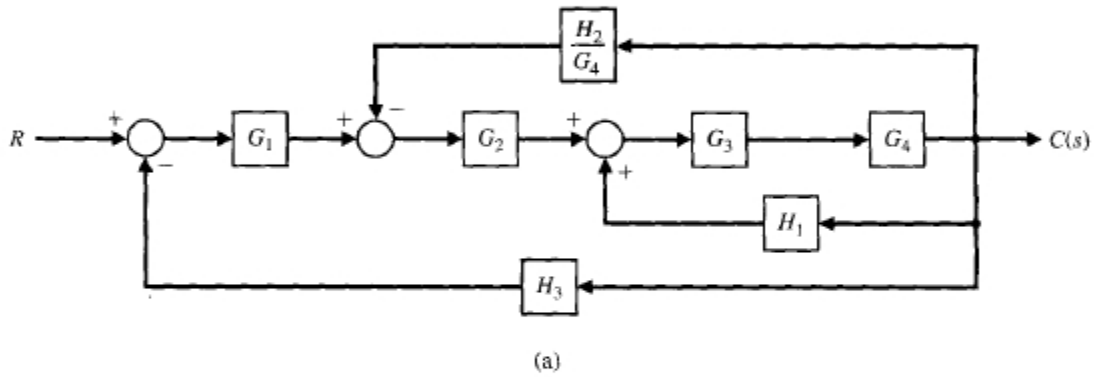 H₂
G₄
R
+
−
G₁
+
−
G₂
+
+
G₃
G₄
C(s)
H₁
H₃
(a)